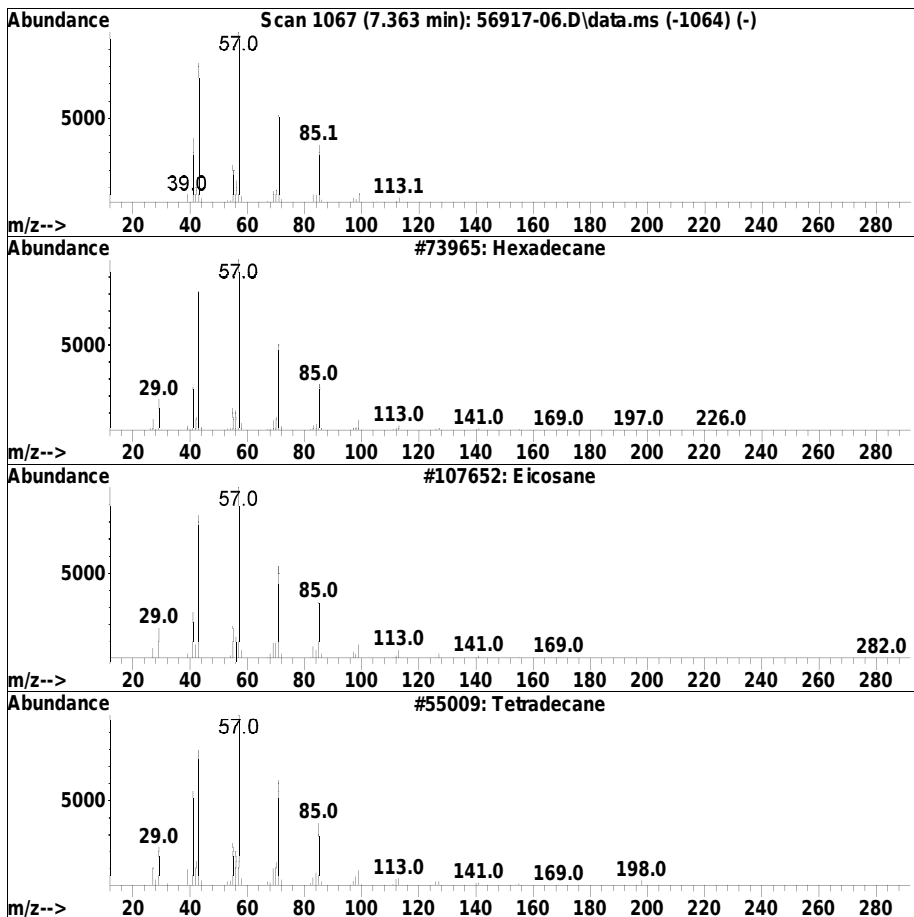 Abundance Scan 1067 (7.363 min): 56917-06.D\data.ms (-1064) (-)
57.0
5000
85.1
39.0 113.1
20 40 60 80 100 120 140 160 180 200 220 240 260 280
m/z-->
Abundance #73965: Hexadecane
57.0
5000
29.0 85.0
113.0 141.0 169.0 197.0 226.0
20 40 60 80 100 120 140 160 180 200 220 240 260 280
m/z-->
Abundance #107652: Eicosane
57.0
5000
29.0 85.0
113.0 141.0 169.0 282.0
20 40 60 80 100 120 140 160 180 200 220 240 260 280
m/z-->
Abundance #55009: Tetradecane
57.0
5000
29.0 85.0
113.0 141.0 169.0 198.0
20 40 60 80 100 120 140 160 180 200 220 240 260 280
m/z-->